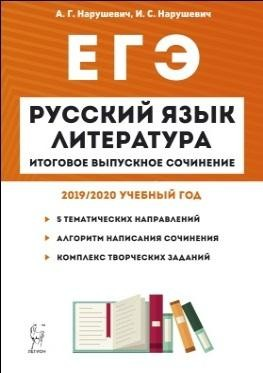 А. Г. Нарушевич, И. С. Нарушевич
ЕГЭ
РУССКИЙ ЯЗЫК
ЛИТЕРАТУРА
ИТОГОВОЕ ВЫПУСКНОЕ СОЧИНЕНИЕ
2019/2020 УЧЕБНЫЙ ГОД
5 ТЕМАТИЧЕСКИХ НАПРАВЛЕНИЙ
АЛГОРИТМ НАПИСАНИЯ СОЧИНЕНИЯ
КОМПЛЕКС ТВОРЧЕСКИХ ЗАДАНИЙ
ЛЕГИОН